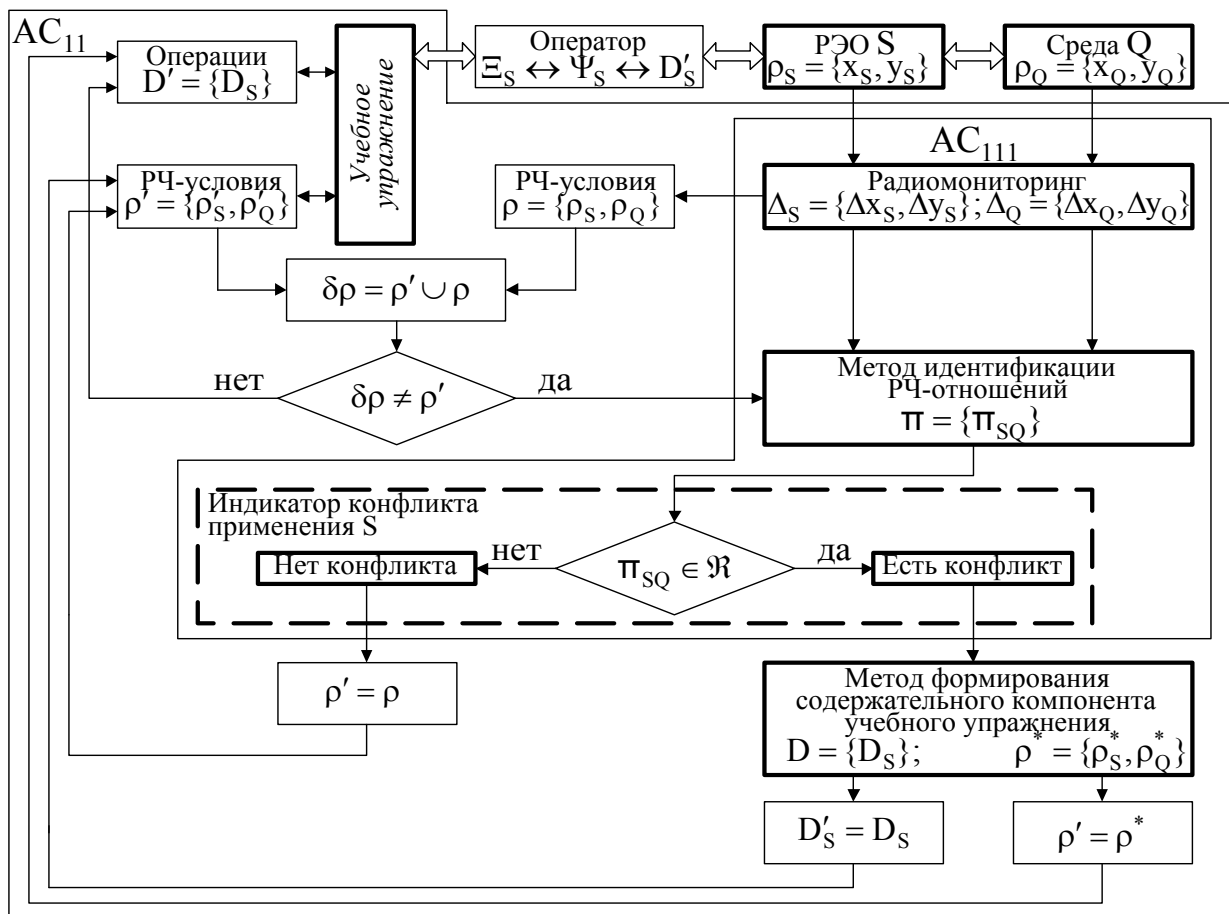 АС₁₁
Операции
D′ = {D_S}
Учебное
упражнение
Оператор
Ξ_S ↔ Ψ_S ↔ D′_S
РЭО S
ρ_S = {x_S, y_S}
Среда Q
ρ_Q = {x_Q, y_Q}
АС₁₁₁
РЧ-условия
ρ′ = {ρ′_S, ρ′_Q}
РЧ-условия
ρ = {ρ_S, ρ_Q}
Радиомониторинг
Δ_S = {Δx_S, Δy_S}; Δ_Q = {Δx_Q, Δy_Q}
δρ = ρ′ ∪ ρ
нет
δρ ≠ ρ′
да
Метод идентификации
РЧ-отношений
π = {π_SQ}
Индикатор конфликта
применения S
Нет конфликта
нет
π_SQ ∈ ℜ
да
Есть конфликт
ρ′ = ρ
Метод формирования
содержательного компонента
учебного упражнения
D = {D_S}; ρ* = {ρ*_S, ρ*_Q}
D′_S = D_S
ρ′ = ρ*